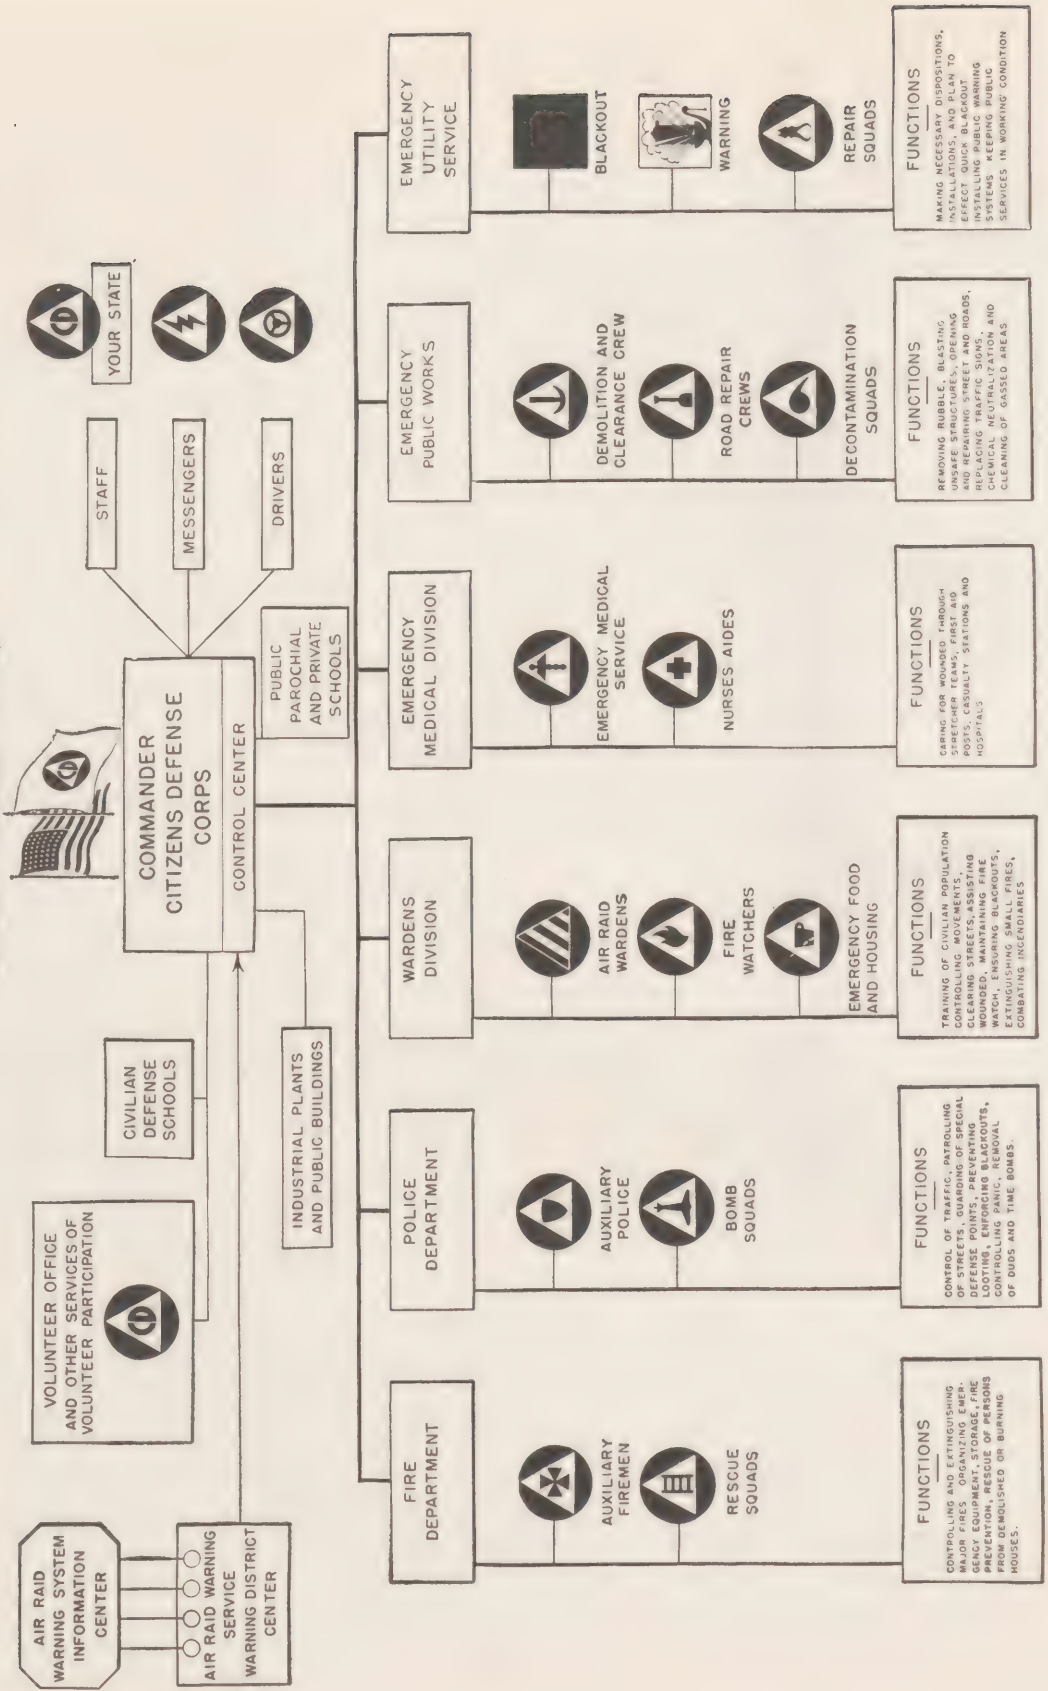 AIR RAID
WARNING SYSTEM
INFORMATION
CENTER
AIR RAID WARNING
SERVICE
WARNING DISTRICT
CENTER
VOLUNTEER OFFICE
AND OTHER SERVICES OF
VOLUNTEER PARTICIPATION
CD
CIVILIAN
DEFENSE
SCHOOLS
INDUSTRIAL PLANTS
AND PUBLIC BUILDINGS
CD
COMMANDER
CITIZENS DEFENSE
CORPS
CONTROL CENTER
PUBLIC
PAROCHIAL
AND PRIVATE
SCHOOLS
STAFF
MESSENGERS
DRIVERS
CD
YOUR STATE
FIRE
DEPARTMENT
AUXILIARY
FIREMEN
RESCUE
SQUADS
FUNCTIONS
CONTROLLING AND EXTINGUISHING
MAJOR FIRES ORGANIZING EMER-
GENCY EQUIPMENT, STORAGE, FIRE
PREVENTION, RESCUE OF PERSONS
FROM DEMOLISHED OR BURNING
HOUSES.
POLICE
DEPARTMENT
AUXILIARY
POLICE
BOMB
SQUADS
FUNCTIONS
CONTROL OF TRAFFIC, PATROLLING
OF STREETS, GUARDING OF SPECIAL
DEFENSE POINTS, PREVENTING
LOOTING, ENFORCING BLACKOUTS,
CONTROLLING PANIC, REMOVAL
OF DUDS AND TIME BOMBS.
WARDENS
DIVISION
AIR RAID
WARDENS
FIRE
WATCHERS
EMERGENCY FOOD
AND HOUSING
FUNCTIONS
TRAINING OF CIVILIAN POPULATION
CONTROLLING MOVEMENTS,
CLEARING STREETS, ASSISTING
WOUNDED, MAINTAINING FIRE
WATCH, ENSURING BLACKOUTS,
EXTINGUISHING SMALL FIRES,
COMBATING INCENDIARIES
EMERGENCY
MEDICAL DIVISION
EMERGENCY MEDICAL
SERVICE
NURSES AIDES
FUNCTIONS
CARING FOR WOUNDED THROUGH
STRETCHER TEAMS, FIRST AID
POSTS, CASUALTY STATIONS AND
HOSPITALS
EMERGENCY
PUBLIC WORKS
DEMOLITION AND
CLEARANCE CREW
ROAD REPAIR
CREWS
DECONTAMINATION
SQUADS
FUNCTIONS
REMOVING RUBBLE, BLASTING
UNSAFE STRUCTURES, OPENING
AND REPAIRING STREET AND ROADS,
REPLACING TRAFFIC SIGNS,
CHEMICAL NEUTRALIZATION AND
CLEANING OF GASSED AREAS
EMERGENCY
UTILITY
SERVICE
BLACKOUT
WARNING
REPAIR
SQUADS
FUNCTIONS
MAKING NECESSARY DISPOSITIONS,
INSTALLATIONS, AND PLAN TO
EFFECT QUICK BLACKOUT
INSTALLING PUBLIC WARNING
SYSTEMS KEEPING PUBLIC
SERVICES IN WORKING CONDITION